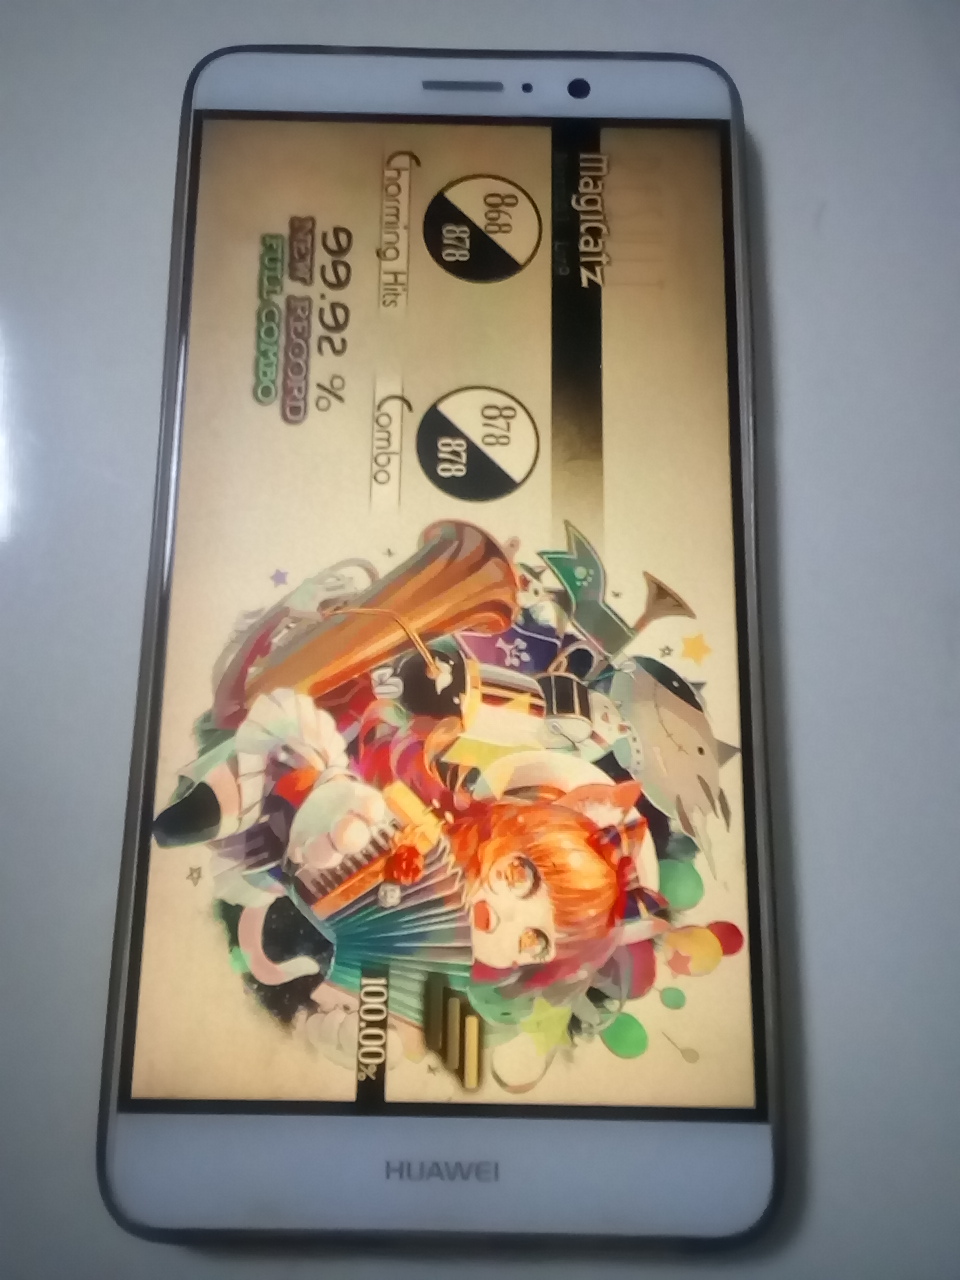 MagiCatz
868
878
Charming Hits
878
878
Combo
99.92 %
NEW RECORD
FULL COMBO
100.00%
HUAWEI